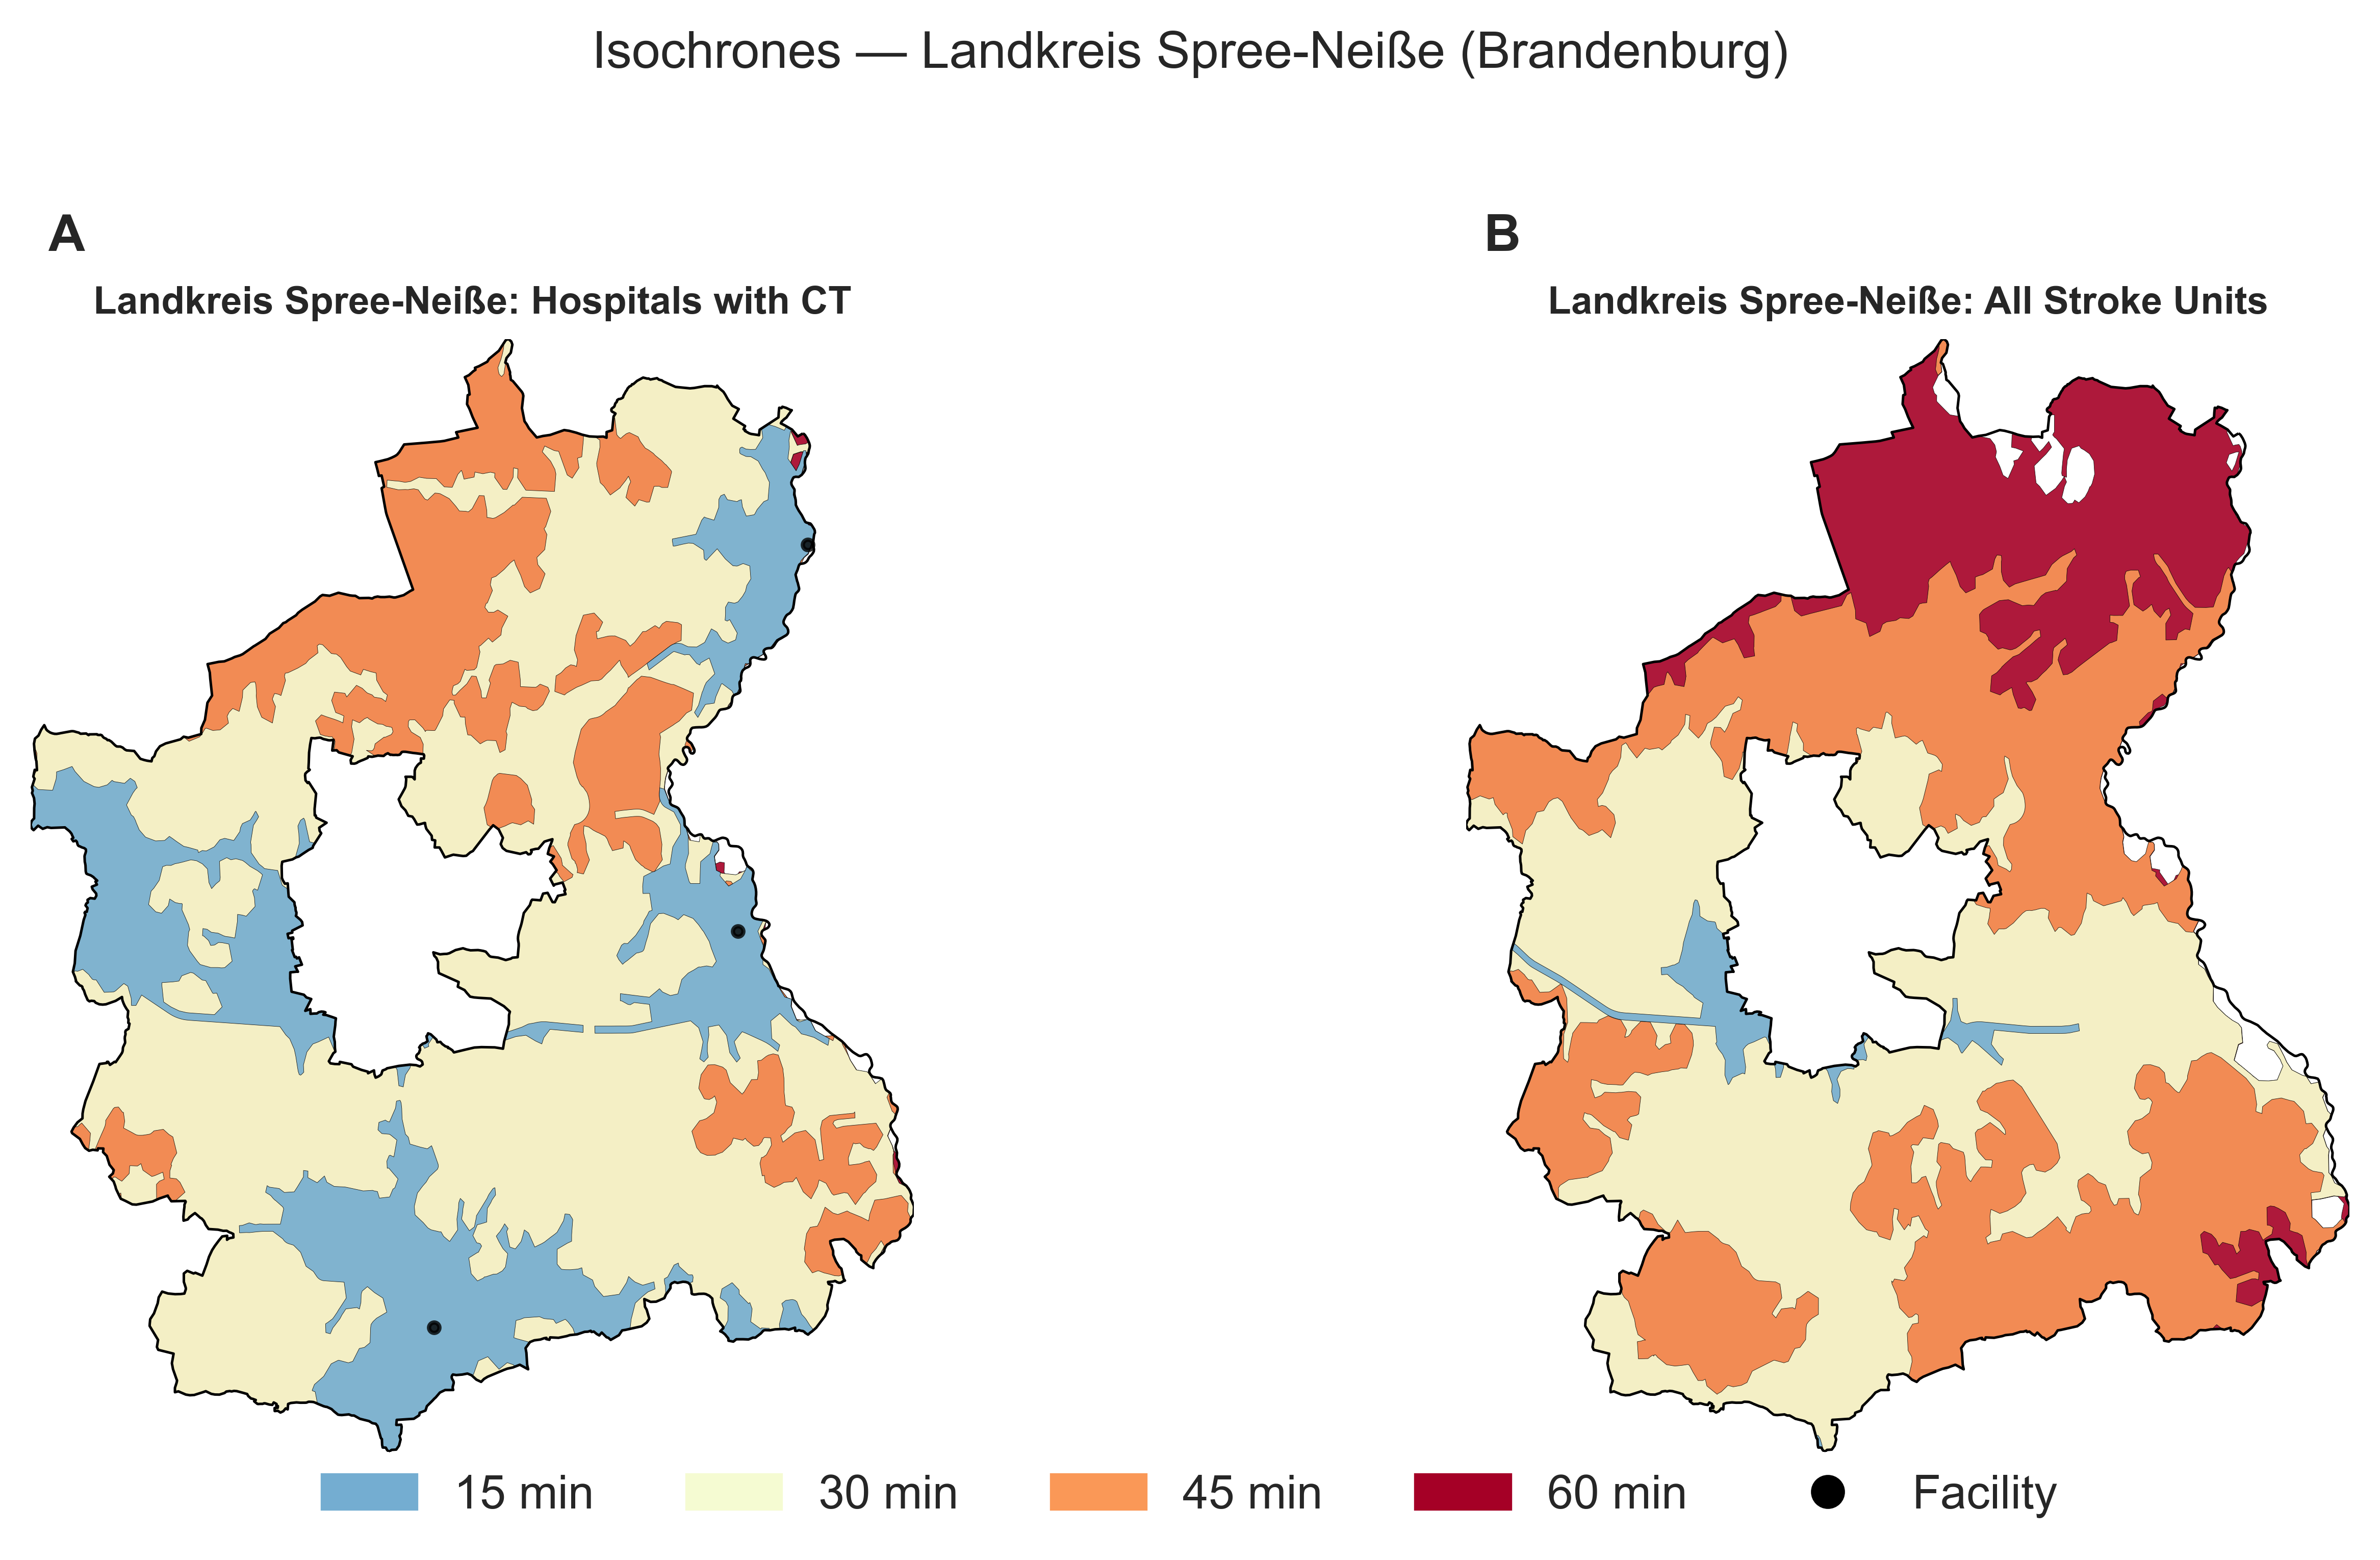 Isochrones — Landkreis Spree-Neiße (Brandenburg)
A
B
Landkreis Spree-Neiße: Hospitals with CT
Landkreis Spree-Neiße: All Stroke Units
15 min
30 min
45 min
60 min
Facility